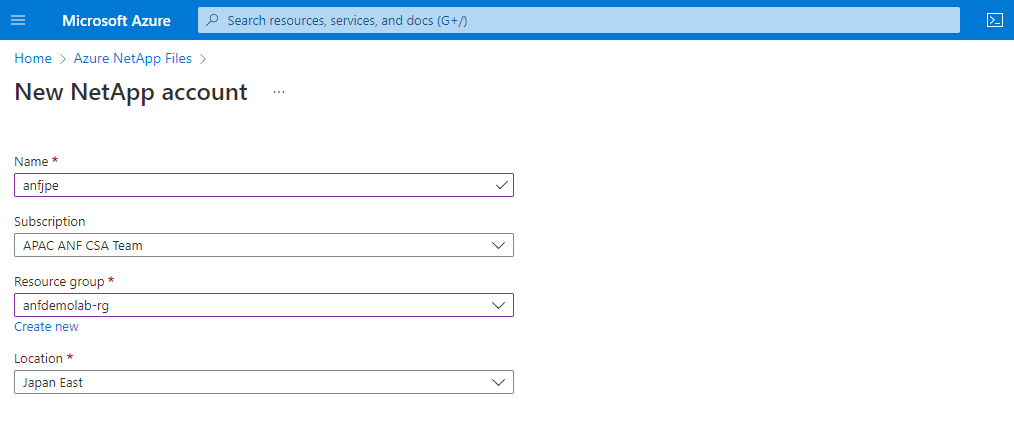 Microsoft Azure
Search resources, services, and docs (G+/)
Home > Azure NetApp Files >
New NetApp account ...
Name *
anfjpe
Subscription
APAC ANF CSA Team
Resource group *
anfdemolab-rg
Create new
Location *
Japan East